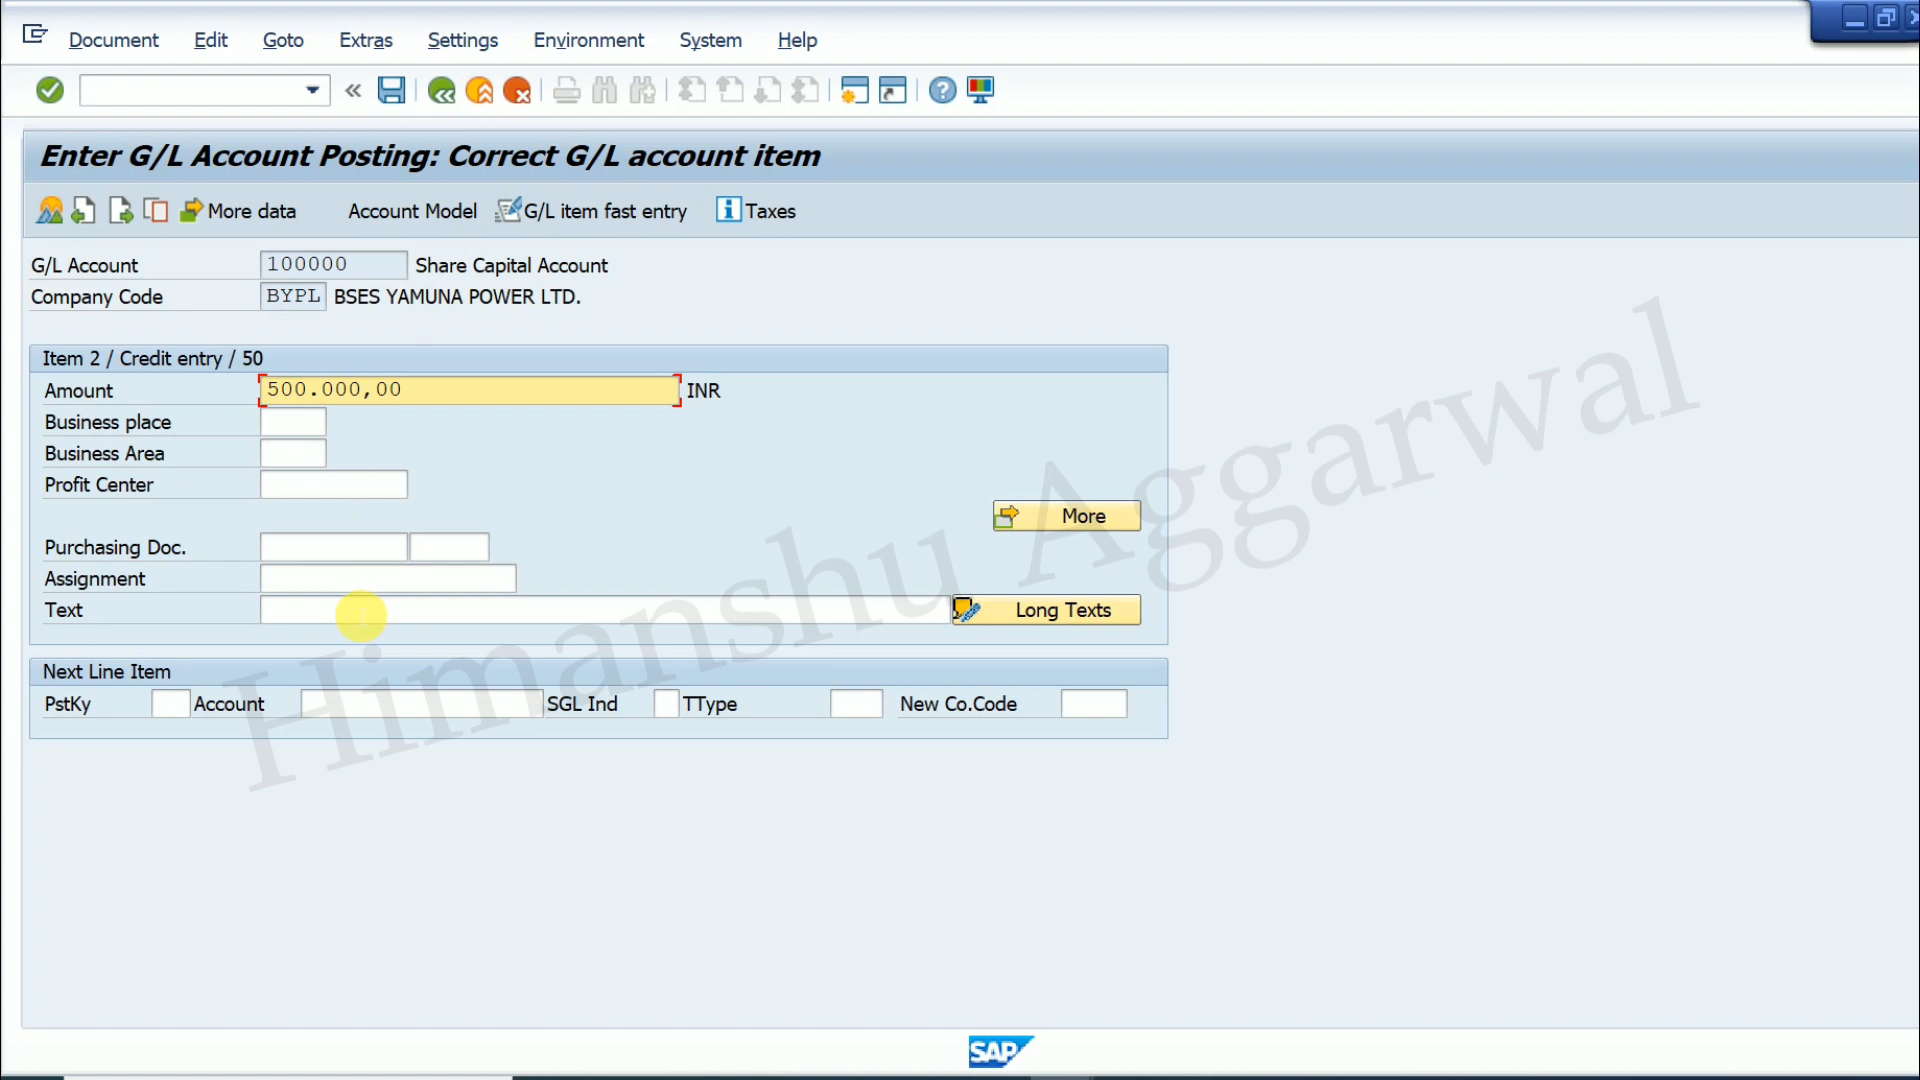 Document Edit Goto Extras Settings Environment System Help
Enter G/L Account Posting: Correct G/L account item
More data Account Model G/L item fast entry Taxes
G/L Account 100000 Share Capital Account
Company Code BYPL BSES YAMUNA POWER LTD.
Item 2 / Credit entry / 50
Amount 500.000,00 INR
Business place
Business Area
Profit Center
More
Purchasing Doc.
Assignment
Text Long Texts
Next Line Item
PstKy Account SGL Ind TType New Co.Code
Himanshu Aggarwal
SAP